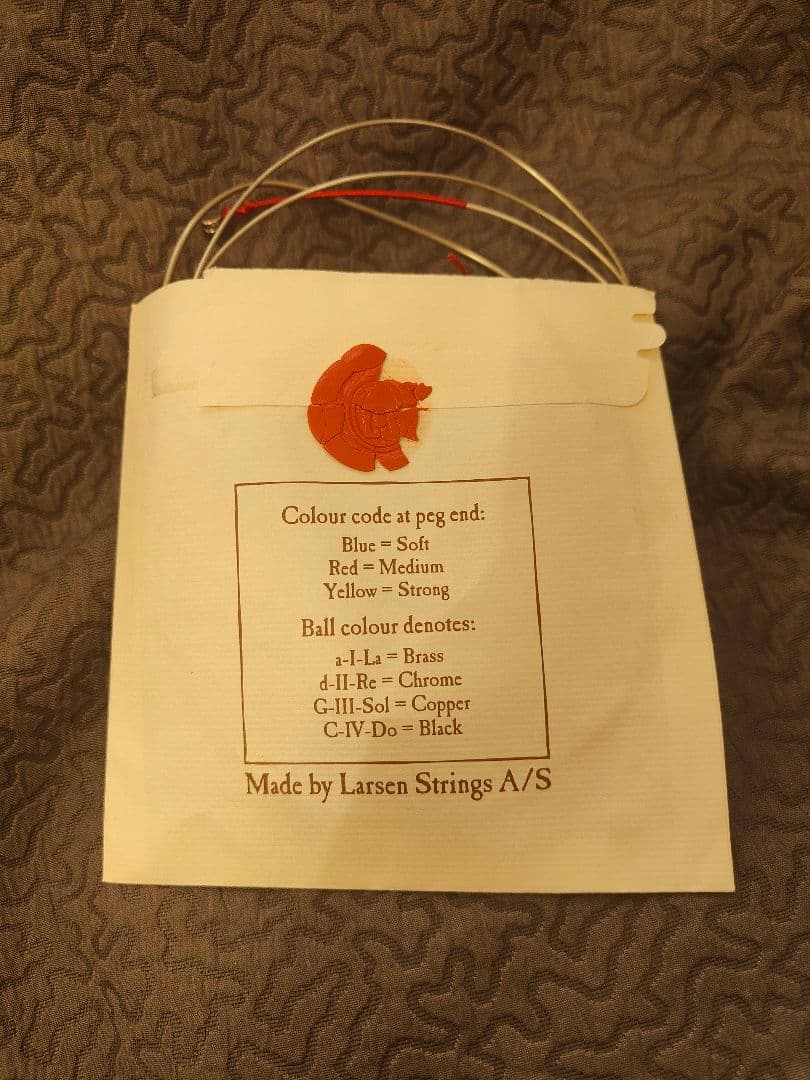 Colour code at peg end:
Blue = Soft
Red = Medium
Yellow = Strong
Ball colour denotes:
a-I-La = Brass
d-II-Re = Chrome
G-III-Sol = Copper
C-IV-Do = Black
Made by Larsen Strings A/S